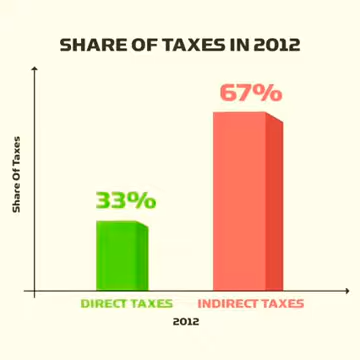 SHARE OF TAXES IN 2012
67%
Share Of Taxes
33%
DIRECT TAXES
INDIRECT TAXES
2012